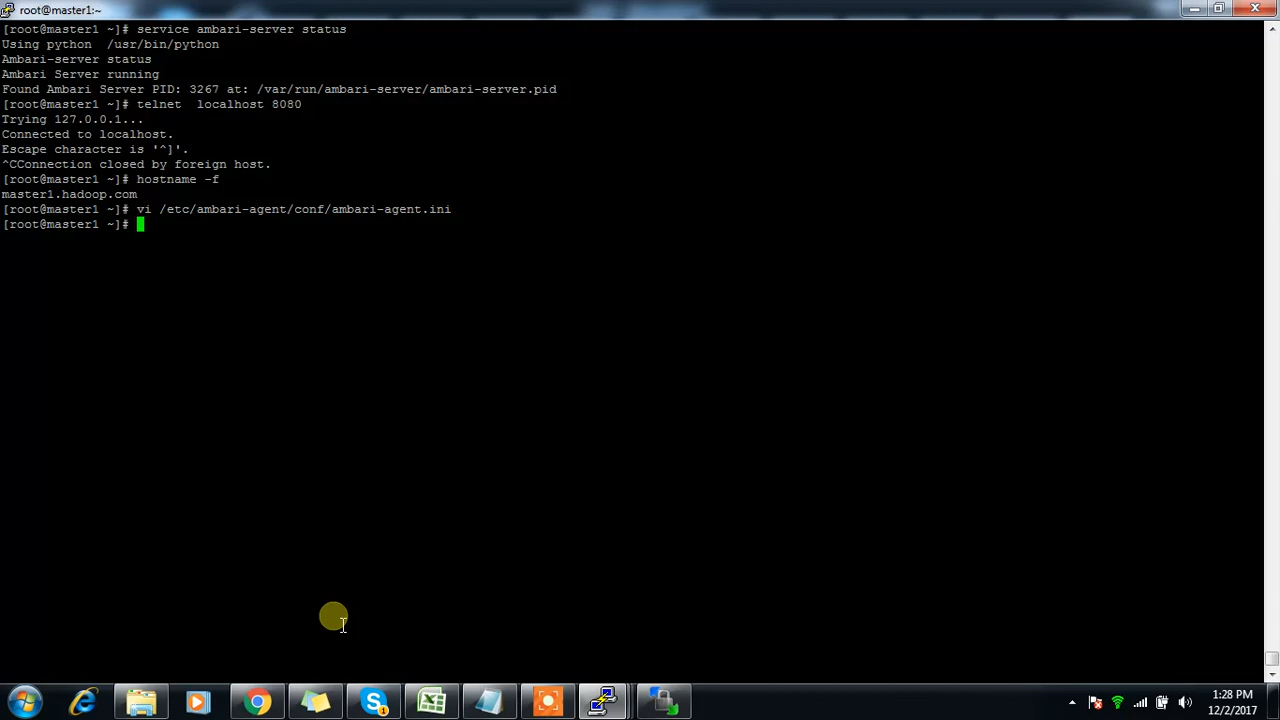 root@master1:~
[root@master1 ~]# service ambari-server status
Using python  /usr/bin/python
Ambari-server status
Ambari Server running
Found Ambari Server PID: 3267 at: /var/run/ambari-server/ambari-server.pid
[root@master1 ~]# telnet  localhost 8080
Trying 127.0.0.1...
Connected to localhost.
Escape character is '^]'.
^CConnection closed by foreign host.
[root@master1 ~]# hostname -f
master1.hadoop.com
[root@master1 ~]# vi /etc/ambari-agent/conf/ambari-agent.ini
[root@master1 ~]#
1:28 PM
12/2/2017